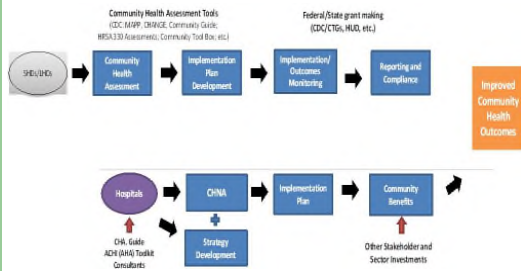 Community Health Assessment Tools
(CDC: MAPP, CHANGE, Community Guide;
HRSA 330 Assessments; Community Tool Box; etc.)
Federal/State grant making
(CDC/CTGs, HUD, etc.)
SHDs/LHDs
Community
Health
Assessment
Implementation
Plan
Development
Implementation/
Outcomes
Monitoring
Reporting and
Compliance
Improved
Community
Health
Outcomes
Hospitals
CHNA
Implementation
Plan
Community
Benefits
Strategy
Development
CHA. Guide
ACHI (AHA) Toolkit
Consultants
Other Stakeholder and
Sector Investments